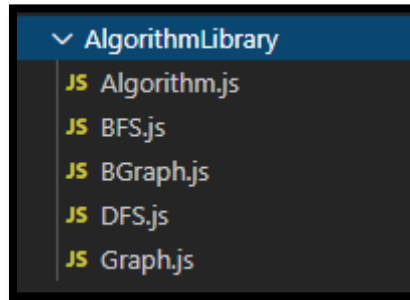 AlgorithmLibrary
JS Algorithm.js
JS BFS.js
JS BGraph.js
JS DFS.js
JS Graph.js